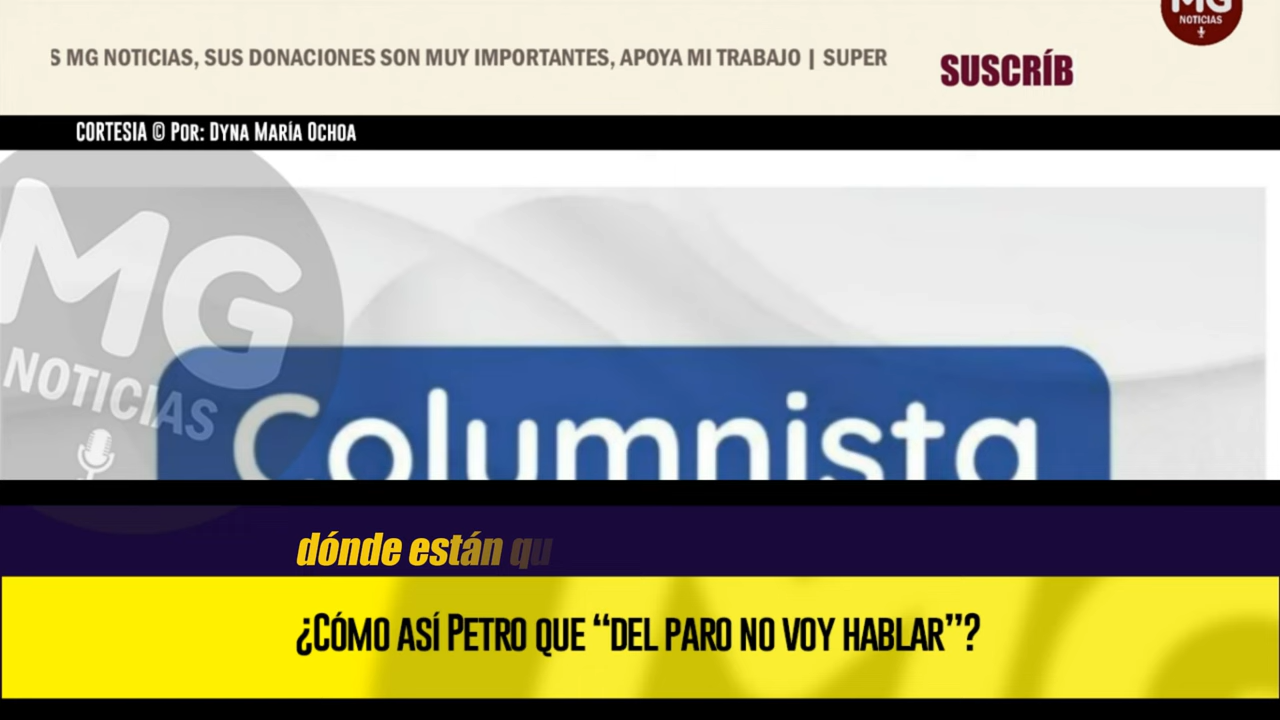 S MG NOTICIAS, SUS DONACIONES SON MUY IMPORTANTES, APOYA MI TRABAJO | SUPER
SUSCRÍB
MG
NOTICIAS
CORTESIA © POR: DYNA MARÍA OCHOA
MG
NOTICIAS
Columnista
dónde están qu
¿CÓMO ASÍ PETRO QUE “DEL PARO NO VOY HABLAR”?